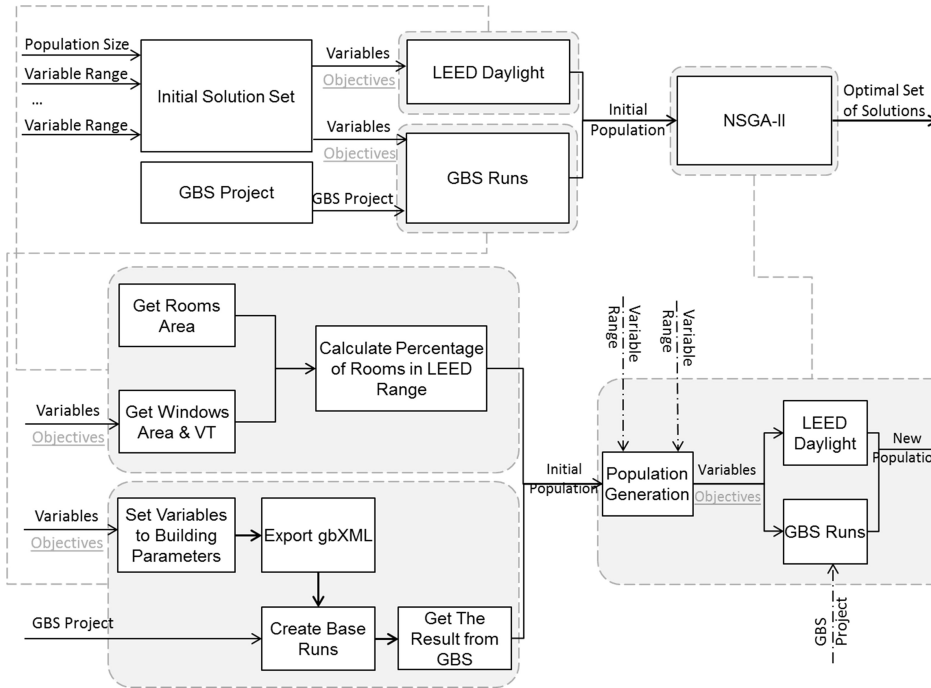 Population Size
Variable Range
...
Variable Range
Initial Solution Set
Variables
Objectives
LEED Daylight
Variables
Objectives
GBS Project
GBS Project
GBS Runs
Initial
Population
NSGA-II
Optimal Set
of Solutions
Get Rooms
Area
Variables
Objectives
Get Windows
Area & VT
Calculate Percentage
of Rooms in LEED
Range
Variables
Objectives
Set Variables
to Building
Parameters
Export gbXML
GBS Project
Create Base
Runs
Get The
Result from
GBS
Initial
Population
Variable
Range
Variable
Range
Population
Generation
Variables
Objectives
LEED
Daylight
GBS Runs
New
Population
GBS
Project